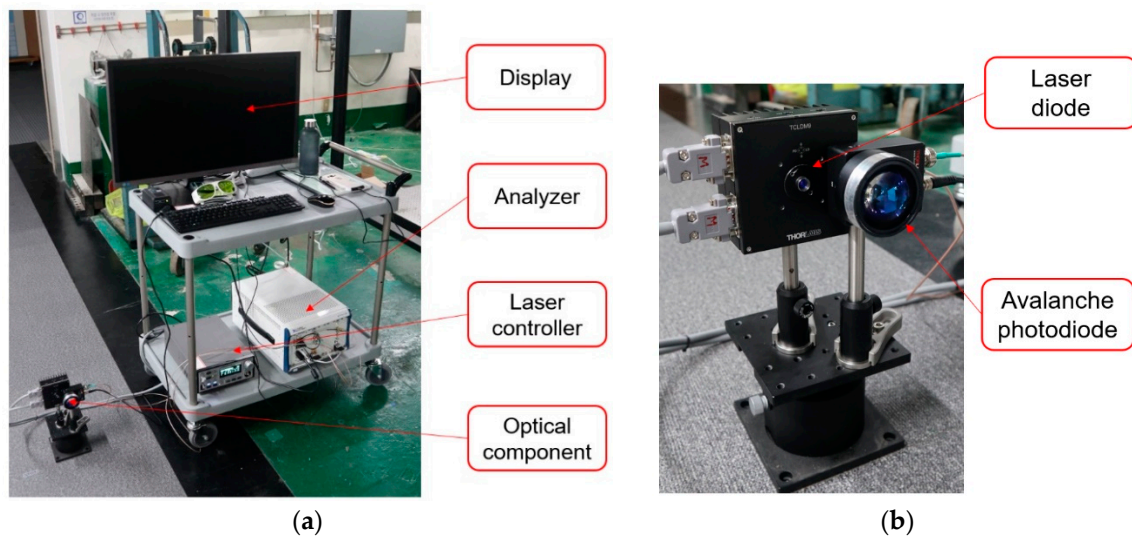 Display
Analyzer
Laser
controller
Optical
component
(a)
TCLDM9
THORLABS
M
M
Laser
diode
Avalanche
photodiode
(b)